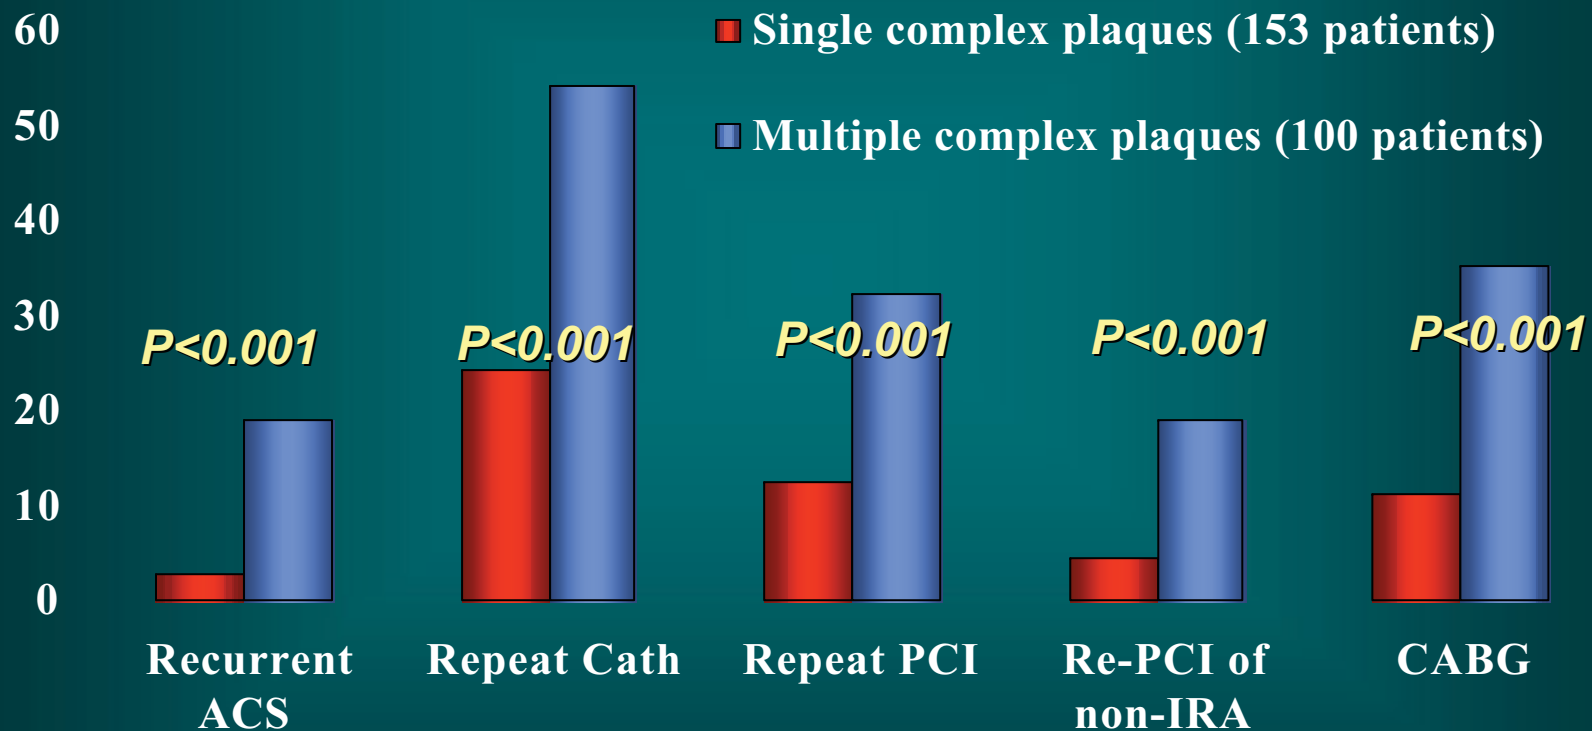 60
50
40
30
20
10
0
Single complex plaques (153 patients)
Multiple complex plaques (100 patients)
P<0.001
P<0.001
P<0.001
P<0.001
P<0.001
Recurrent
ACS
Repeat Cath
Repeat PCI
Re-PCI of
non-IRA
CABG